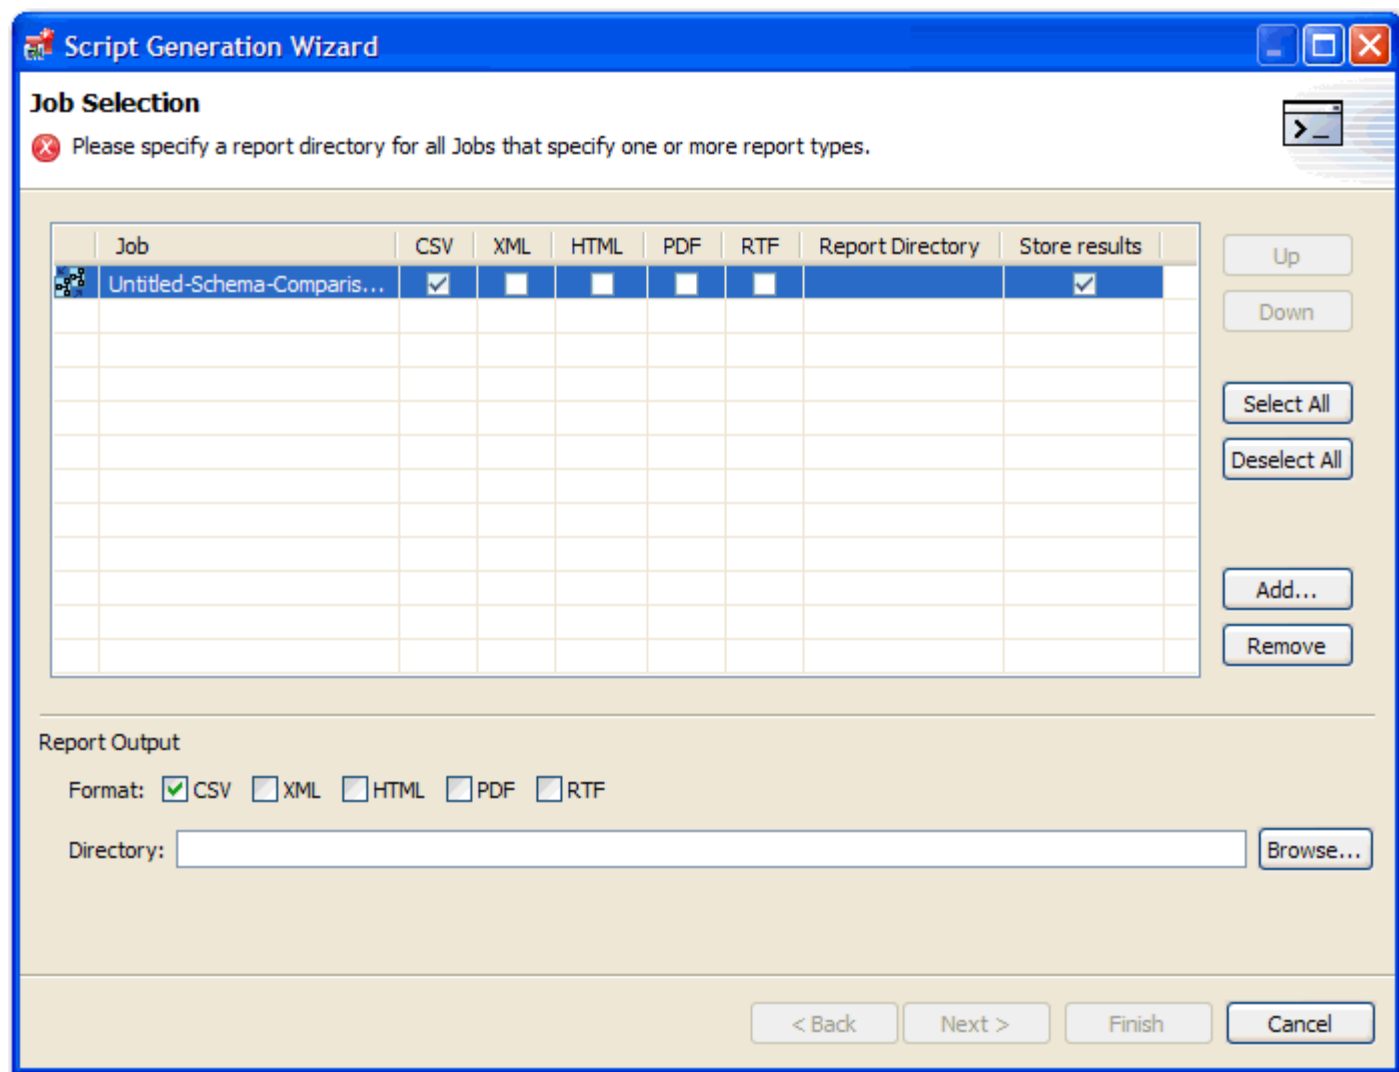 Script Generation Wizard
Job Selection
Please specify a report directory for all Jobs that specify one or more report types.
Job CSV XML HTML PDF RTF Report Directory Store results
Untitled-Schema-Comparis...
Up
Down
Select All
Deselect All
Add...
Remove
Report Output
Format: CSV XML HTML PDF RTF
Directory: Browse...
< Back Next > Finish Cancel